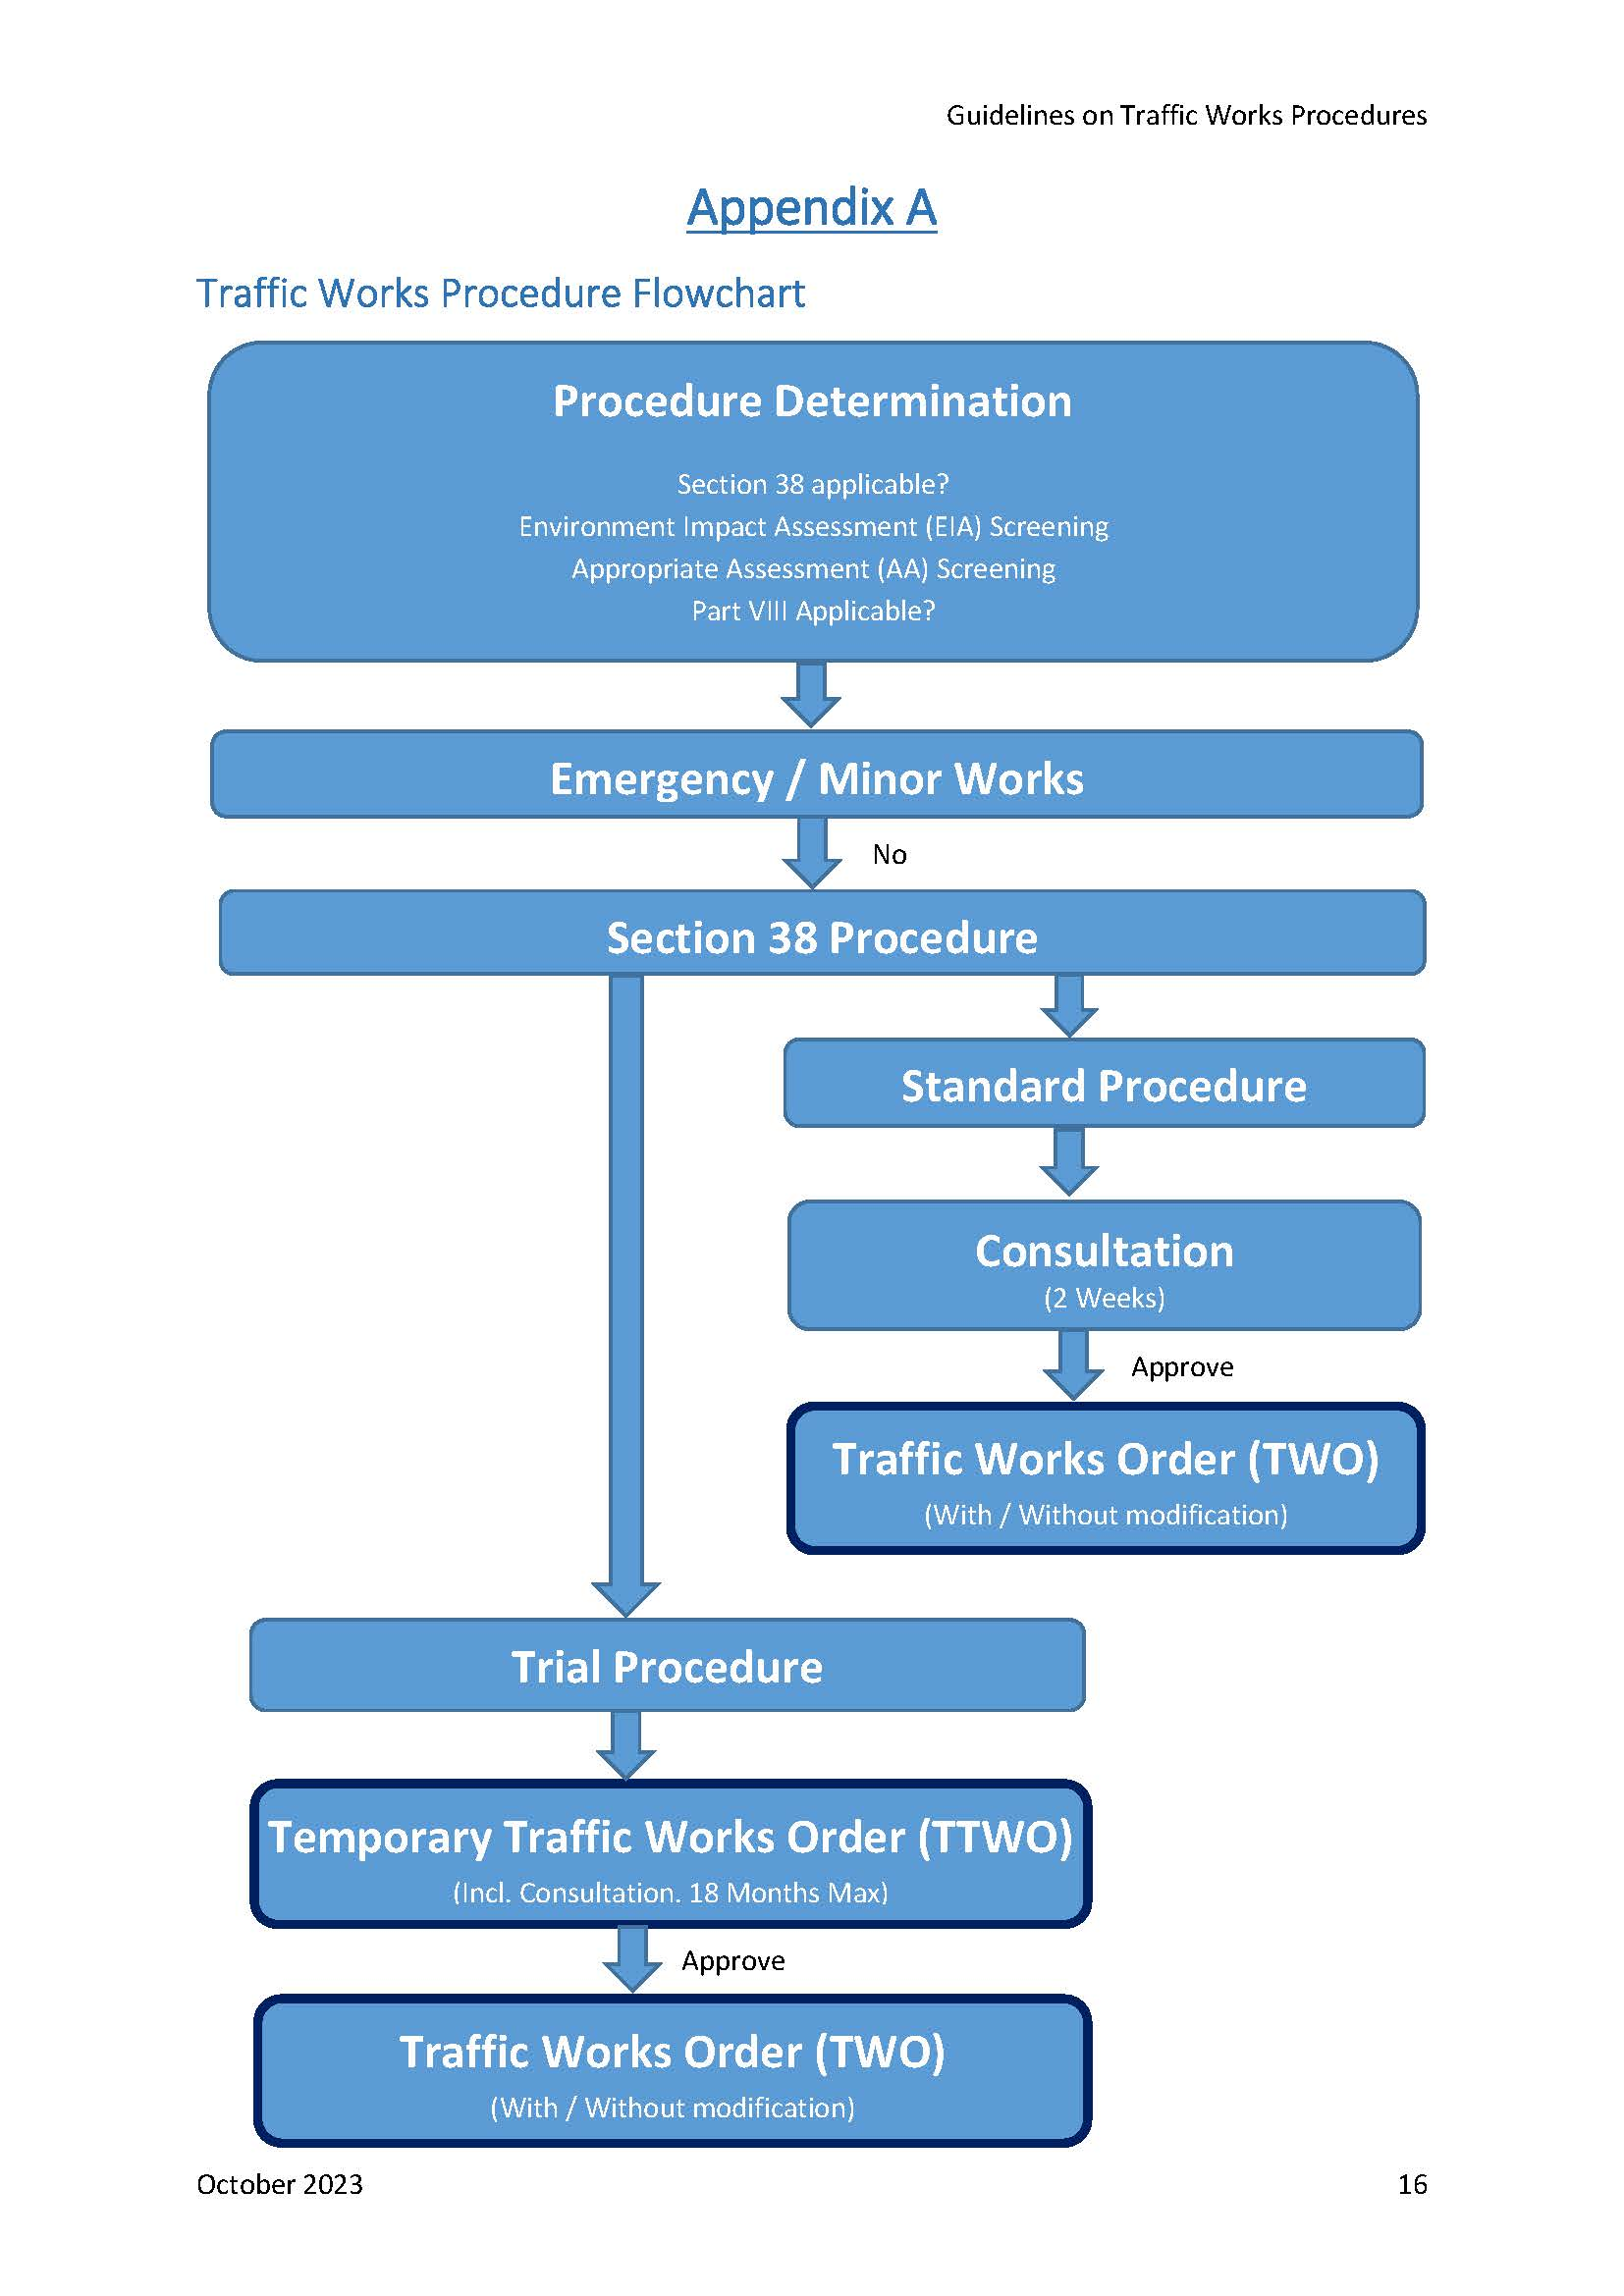 Guidelines on Traffic Works Procedures
Appendix A
Traffic Works Procedure Flowchart
Procedure Determination
Section 38 applicable?
Environment Impact Assessment (EIA) Screening
Appropriate Assessment (AA) Screening
Part VIII Applicable?
Emergency / Minor Works
No
Section 38 Procedure
Standard Procedure
Consultation
(2 Weeks)
Approve
Traffic Works Order (TWO)
(With / Without modification)
Trial Procedure
Temporary Traffic Works Order (TTWO)
(Incl. Consultation. 18 Months Max)
Approve
Traffic Works Order (TWO)
(With / Without modification)
October 2023
16